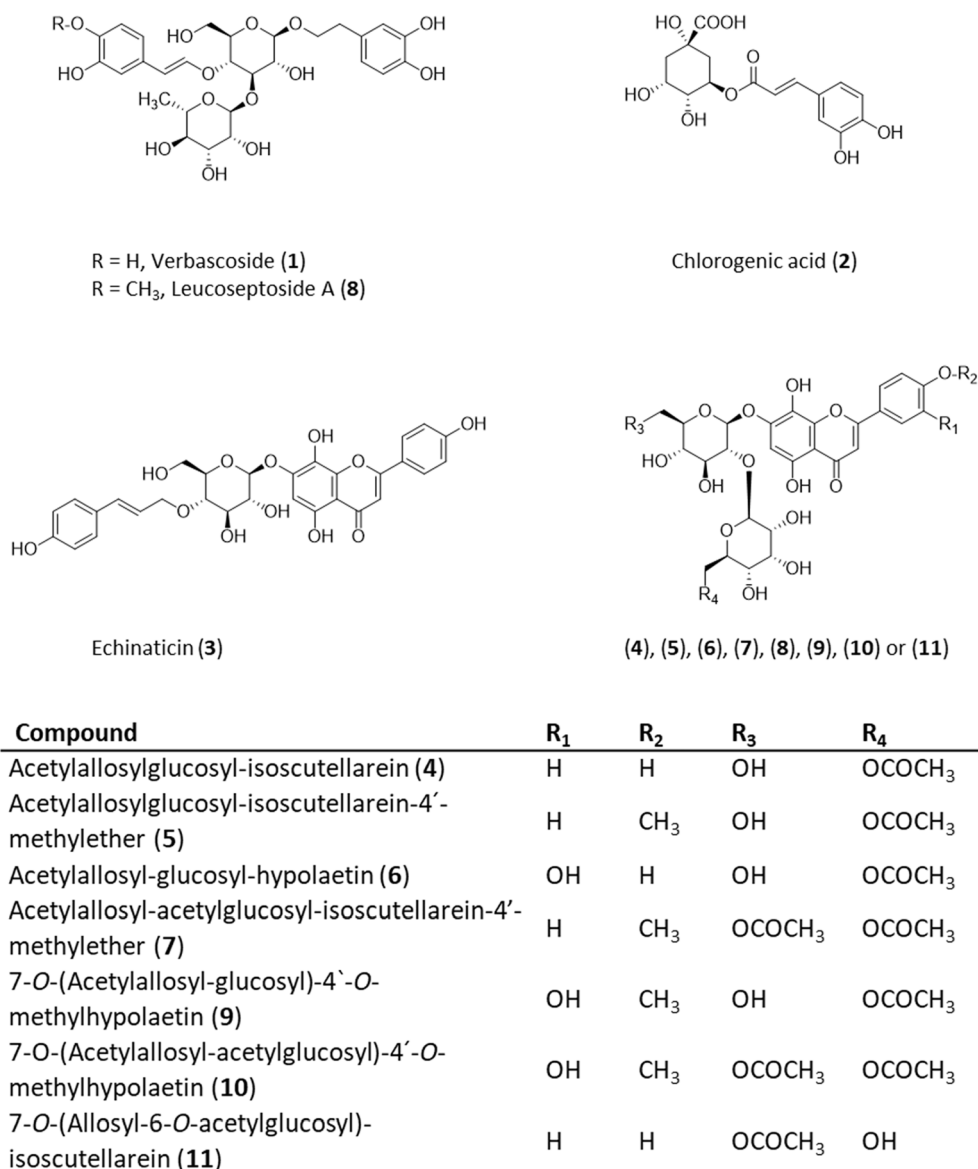 R-O
HO
HO
O
O
OH
O
OH
OH
O
H₃C
O
HO
OH
OH
HO COOH
HO
OH
O
O
OH
OH
R = H, Verbascoside (1)
R = CH₃, Leucoseptoside A (8)
Chlorogenic acid (2)
HO
O
HO
O
O
OH
OH
OH
O
OH
O
OH
R₃
O
O
HO
OH
O
OH
O
OH
O
O-R₂
R₁
O
OH
OH
OH
R₄
Echinaticin (3)
(4), (5), (6), (7), (8), (9), (10) or (11)
Compound R₁ R₂ R₃ R₄
Acetylallosylglucosyl-isoscutellarein (4) H H OH OCOCH₃
Acetylallosylglucosyl-isoscutellarein-4´-
methylether (5) H CH₃ OH OCOCH₃
Acetylallosyl-glucosyl-hypolaetin (6) OH H OH OCOCH₃
Acetylallosyl-acetylglucosyl-isoscutellarein-4’-
methylether (7) H CH₃ OCOCH₃ OCOCH₃
7-O-(Acetylallosyl-glucosyl)-4`-O-
methylhypolaetin (9) OH CH₃ OH OCOCH₃
7-O-(Acetylallosyl-acetylglucosyl)-4´-O-
methylhypolaetin (10) OH CH₃ OCOCH₃ OCOCH₃
7-O-(Allosyl-6-O-acetylglucosyl)-
isoscutellarein (11) H H OCOCH₃ OH